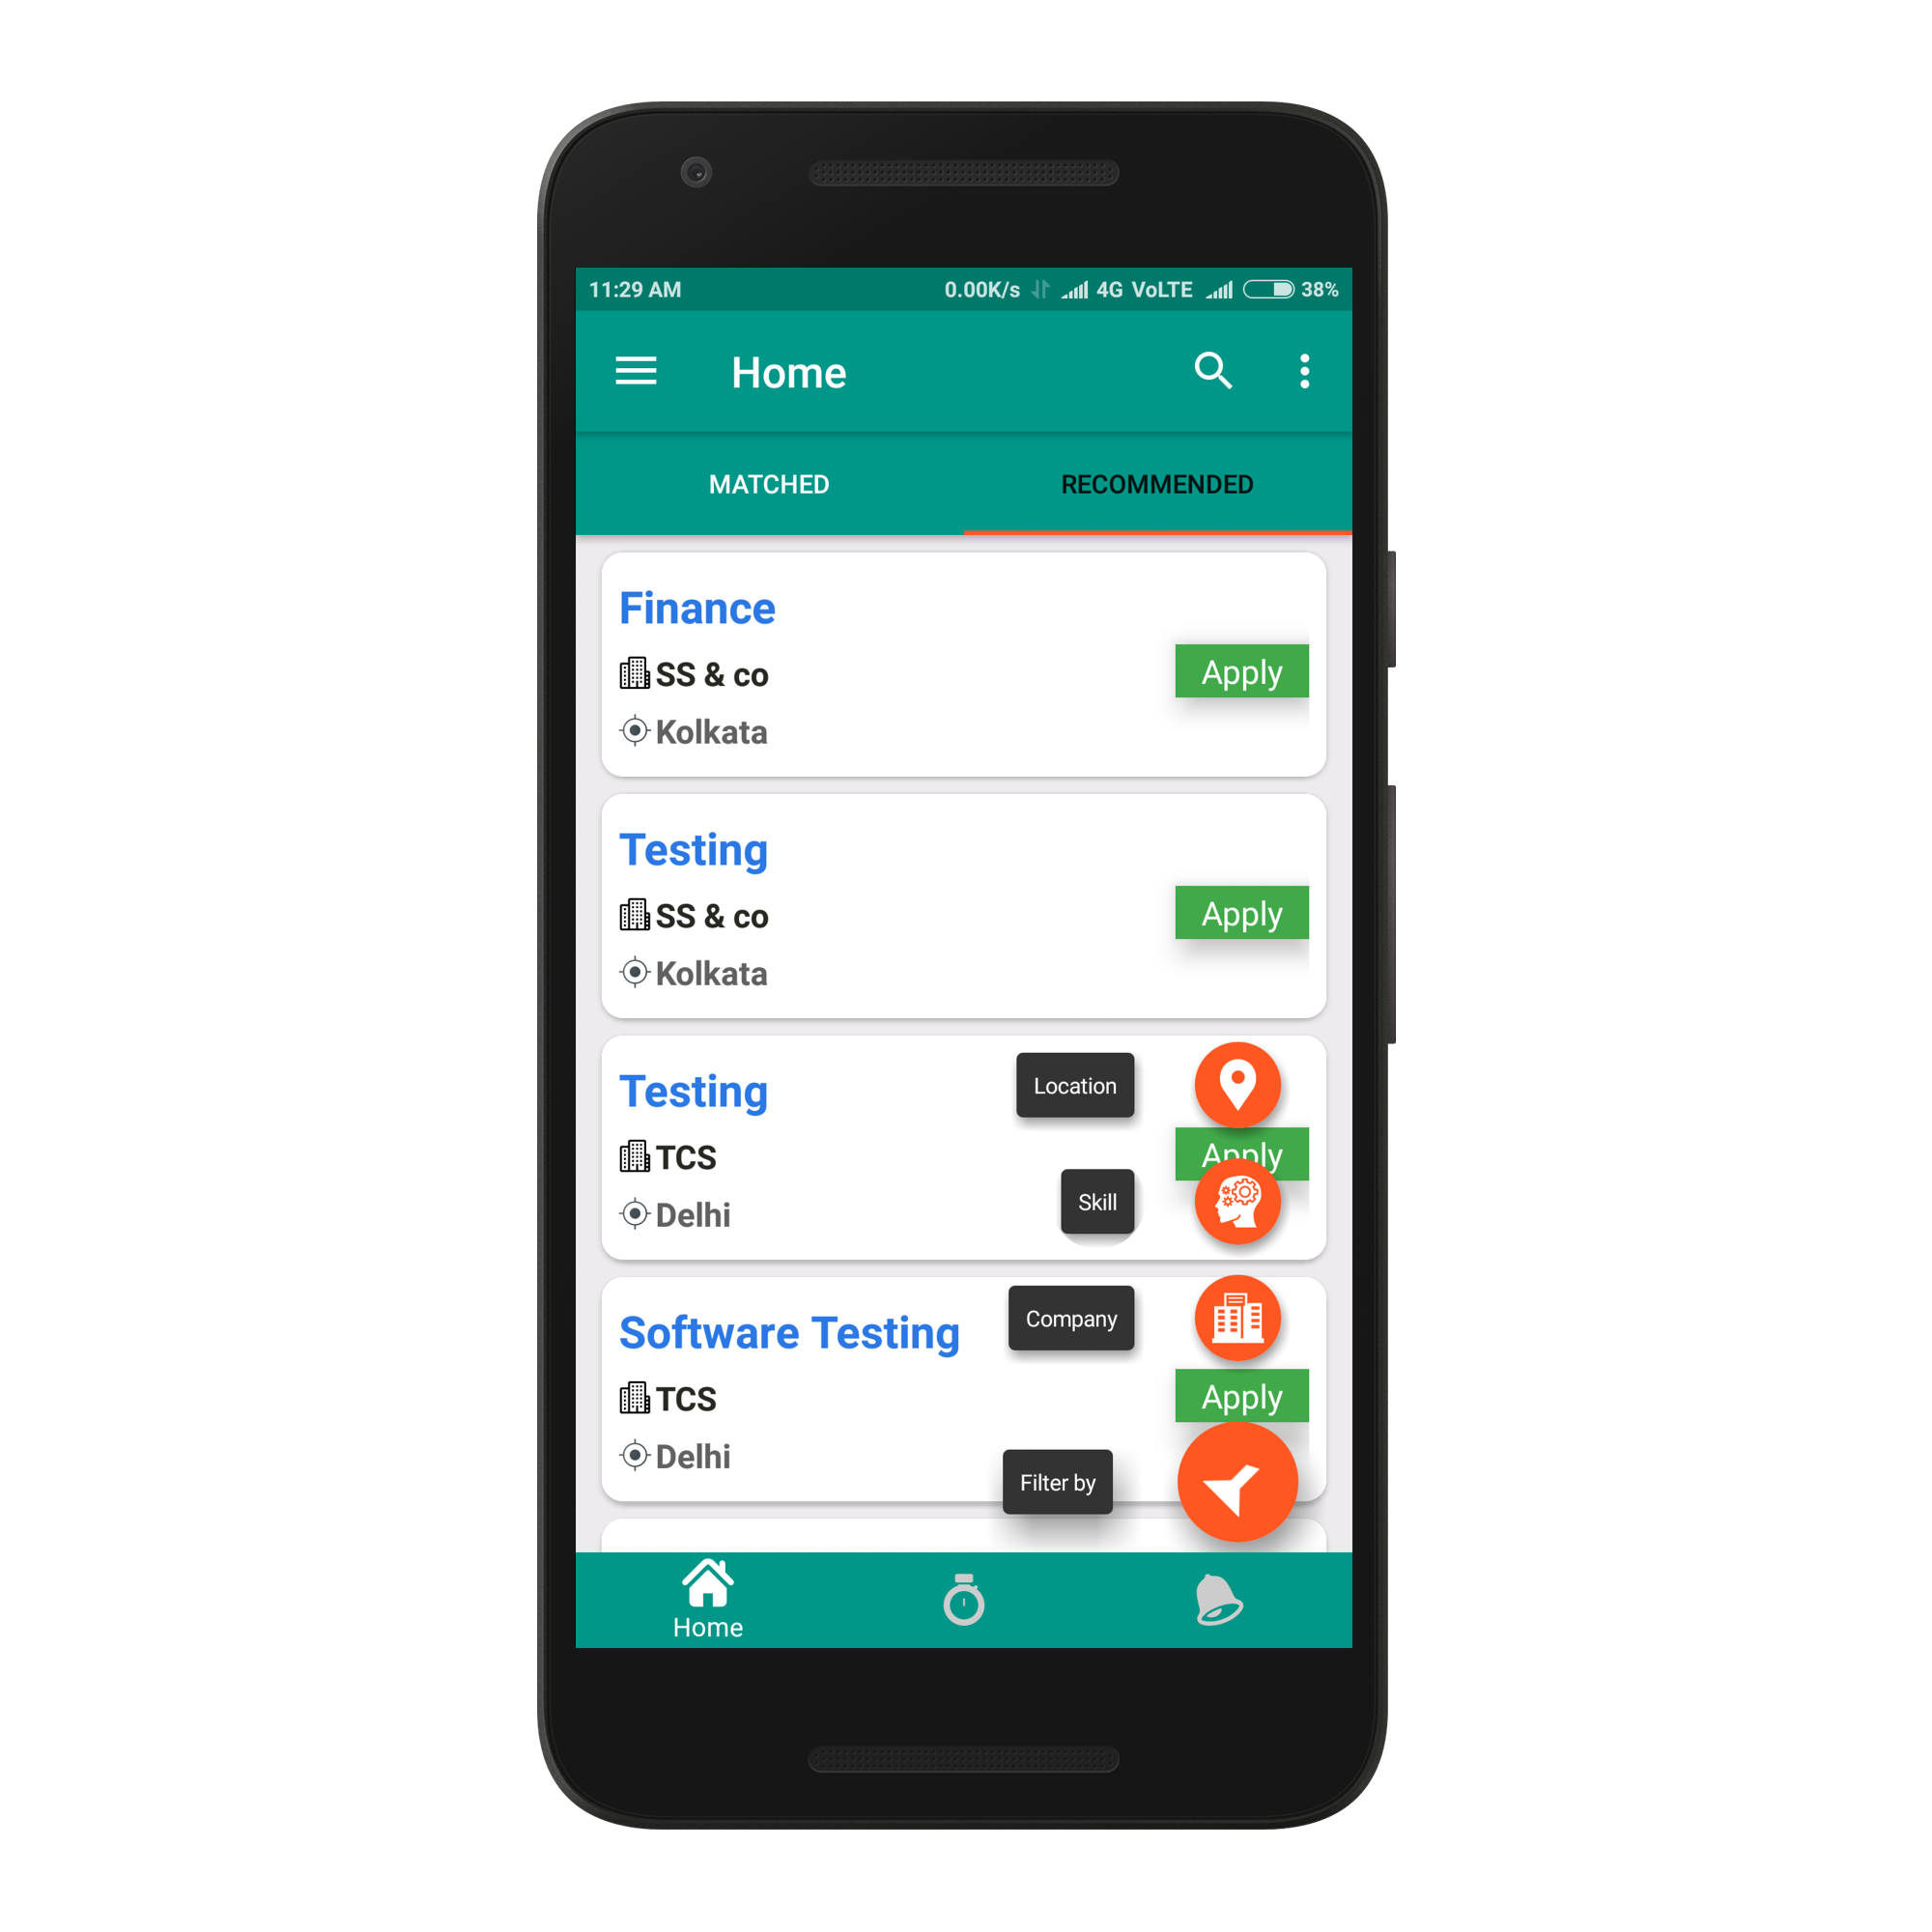 11:29 AM 0.00K/s 4G VoLTE 38%
Home
MATCHED RECOMMENDED
Finance
SS & co
Apply
Kolkata
Testing
SS & co
Apply
Kolkata
Testing
Location
TCS
Apply
Skill
Delhi
Software Testing
Company
TCS
Apply
Delhi
Filter by
Home